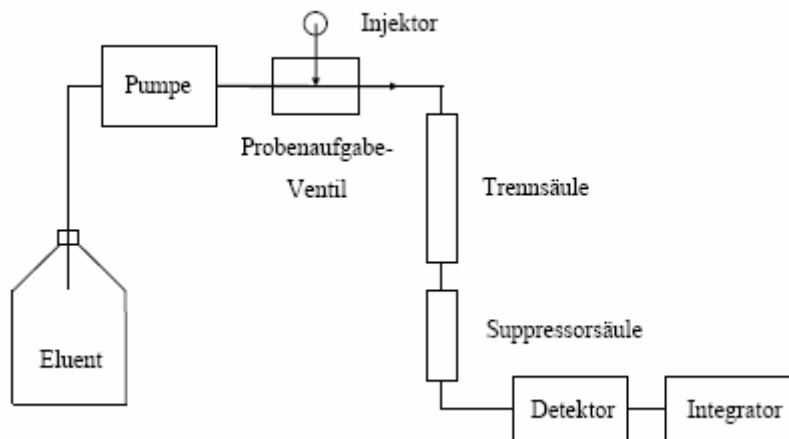 Injektor
Pumpe
Probenaufgabe-
Ventil
Trennsäule
Suppressorsäule
Eluent
Detektor
Integrator